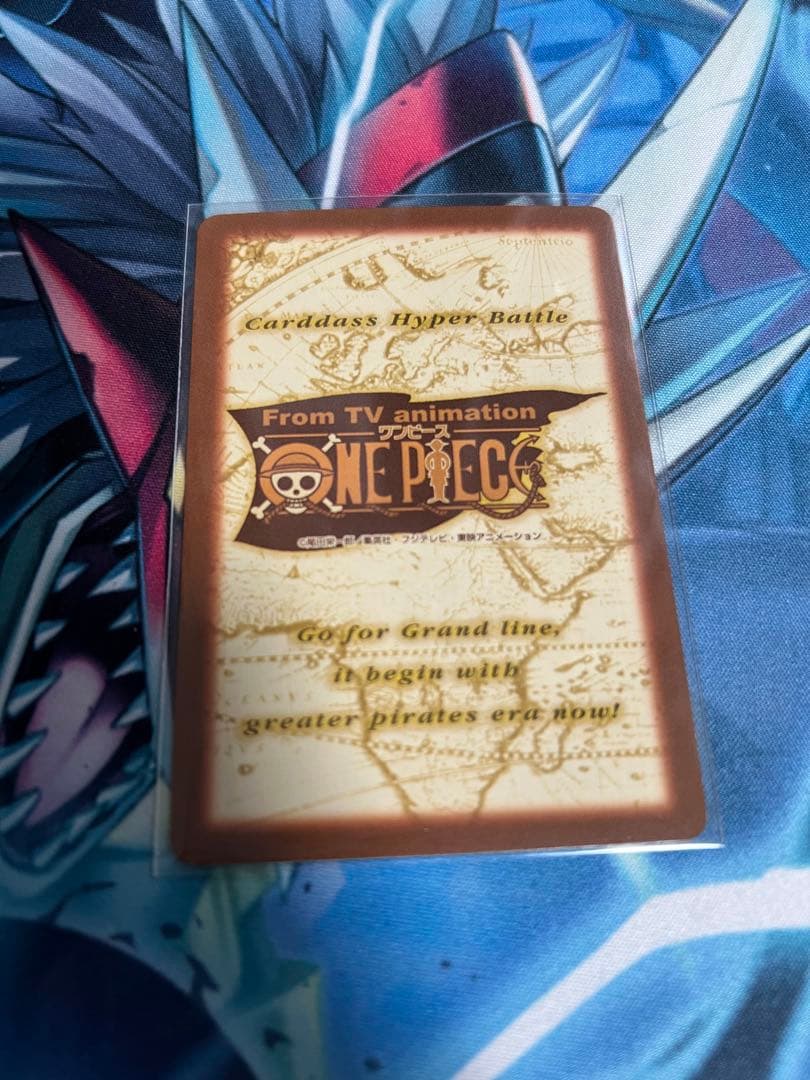 Septentrio
Carddass Hyper Battle
From TV animation
ワンピース
ONE PIECE
©尾田栄一郎/集英社・フジテレビ・東映アニメーション
Go for Grand line,
it begin with
greater pirates era now!